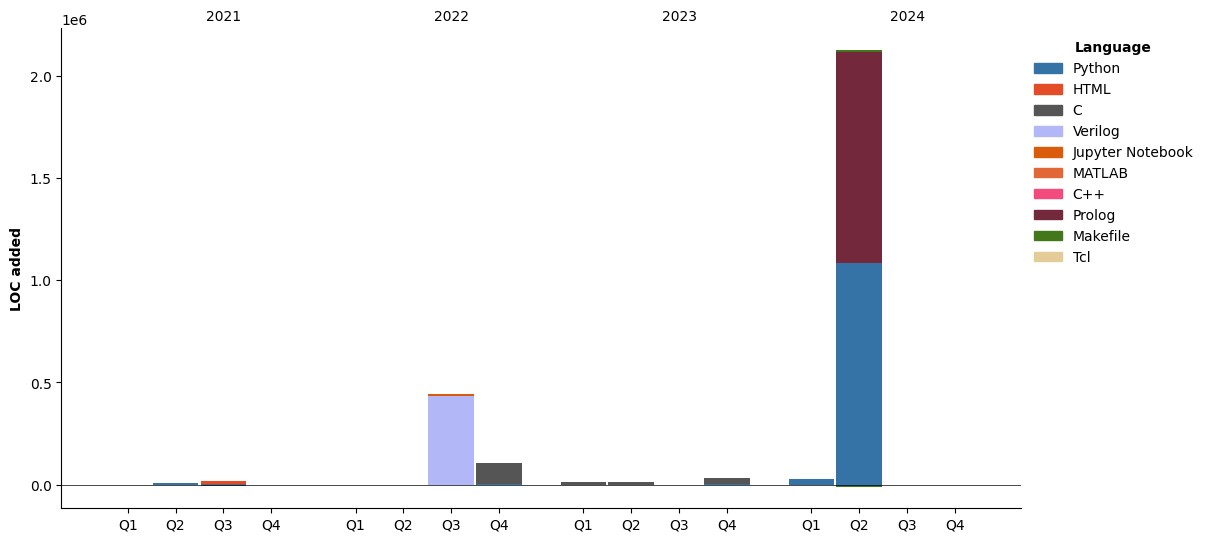 2021 2022 2023 2024
1e6
LOC added
2.0
1.5
1.0
0.5
0.0
Q1 Q2 Q3 Q4 Q1 Q2 Q3 Q4 Q1 Q2 Q3 Q4 Q1 Q2 Q3 Q4
Language
Python
HTML
C
Verilog
Jupyter Notebook
MATLAB
C++
Prolog
Makefile
Tcl